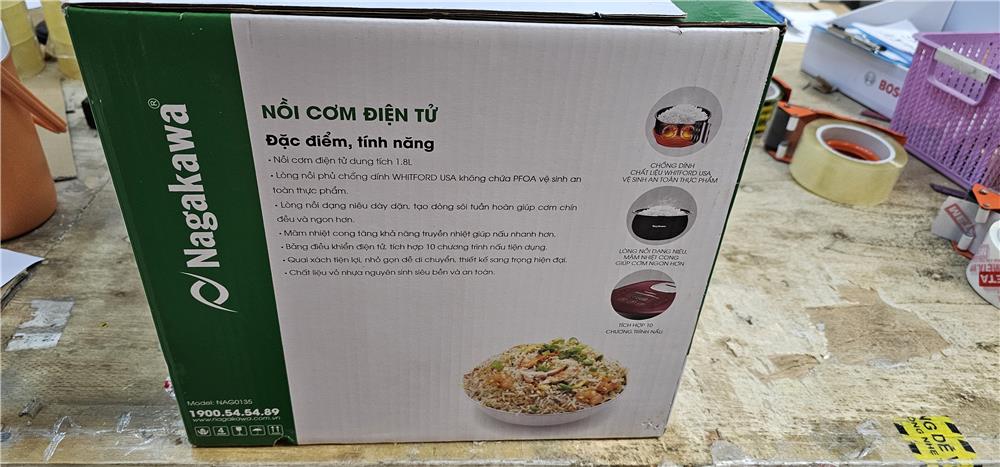 Nagakawa®
NỒI CƠM ĐIỆN TỬ
Đặc điểm, tính năng
• Nồi cơm điện tử dung tích 1.8L
• Lòng nồi phủ chống dính WHITFORD USA không chứa PFOA vệ sinh an
toàn thực phẩm.
• Lòng nồi dạng niêu dày dặn, tạo dòng sôi tuần hoàn giúp cơm chín
đều và ngon hơn.
• Mâm nhiệt cong tăng khả năng truyền nhiệt giúp nấu nhanh hơn.
• Bảng điều khiển điện tử, tích hợp 10 chương trình nấu tiện dụng.
• Quai xách tiện lợi, nhỏ gọn dễ di chuyển, thiết kế sang trọng hiện đại.
• Chất liệu vỏ nhựa nguyên sinh siêu bền và an toàn.
CHỐNG DÍNH
CHẤT LIỆU WHITFORD USA
VỆ SINH AN TOÀN THỰC PHẨM
LÒNG NỒI DẠNG NIÊU,
MÂM NHIỆT CONG
GIÚP CƠM NGON HƠN
TÍCH HỢP 10
CHƯƠNG TRÌNH NẤU
Model: NAG0135
1900.54.54.89
www.nagakawa.com.vn
BOS
META
NG DỄ V
ONG NHẸ